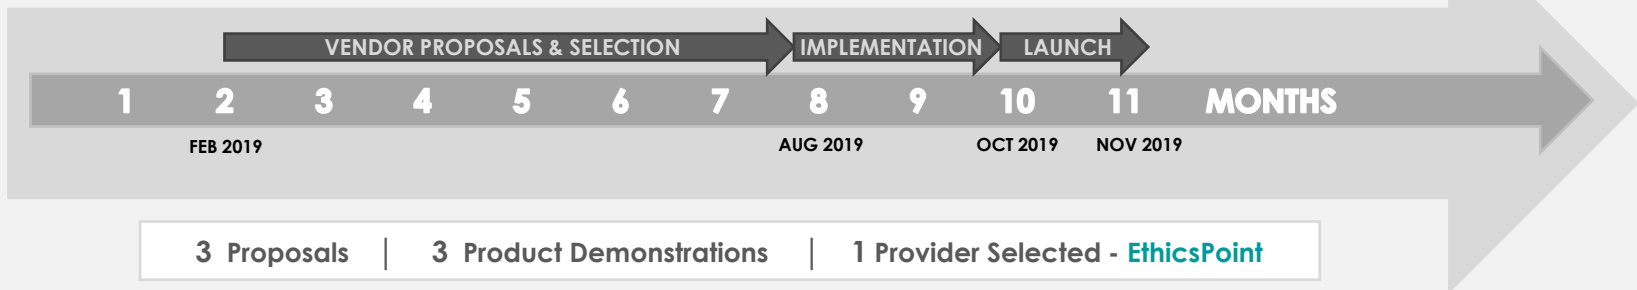 VENDOR PROPOSALS & SELECTION IMPLEMENTATION LAUNCH
1 2 3 4 5 6 7 8 9 10 11 MONTHS
FEB 2019 AUG 2019 OCT 2019 NOV 2019
3 Proposals | 3 Product Demonstrations | 1 Provider Selected - EthicsPoint